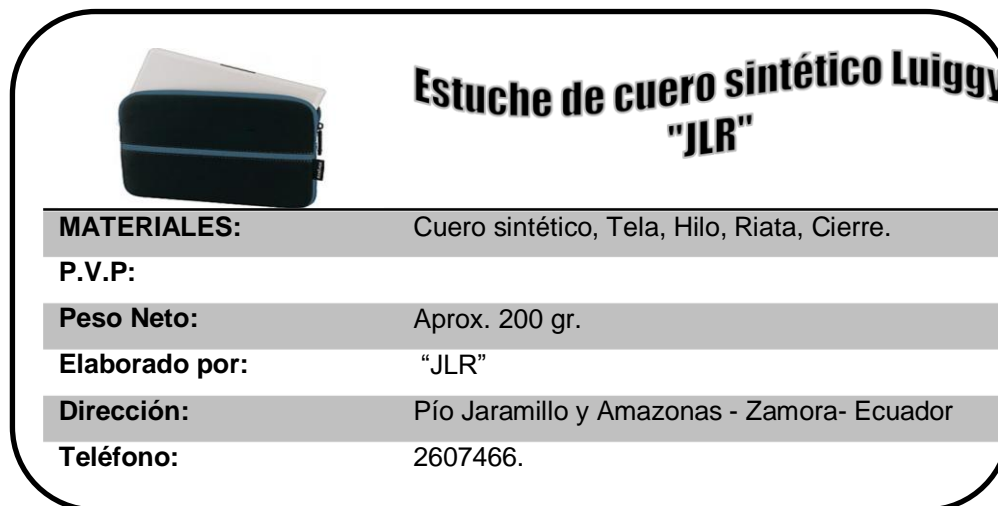 Estuche de cuero sintético Luiggy
"JLR"
MATERIALES: Cuero sintético, Tela, Hilo, Riata, Cierre.
P.V.P:
Peso Neto: Aprox. 200 gr.
Elaborado por: “JLR”
Dirección: Pío Jaramillo y Amazonas - Zamora- Ecuador
Teléfono: 2607466.